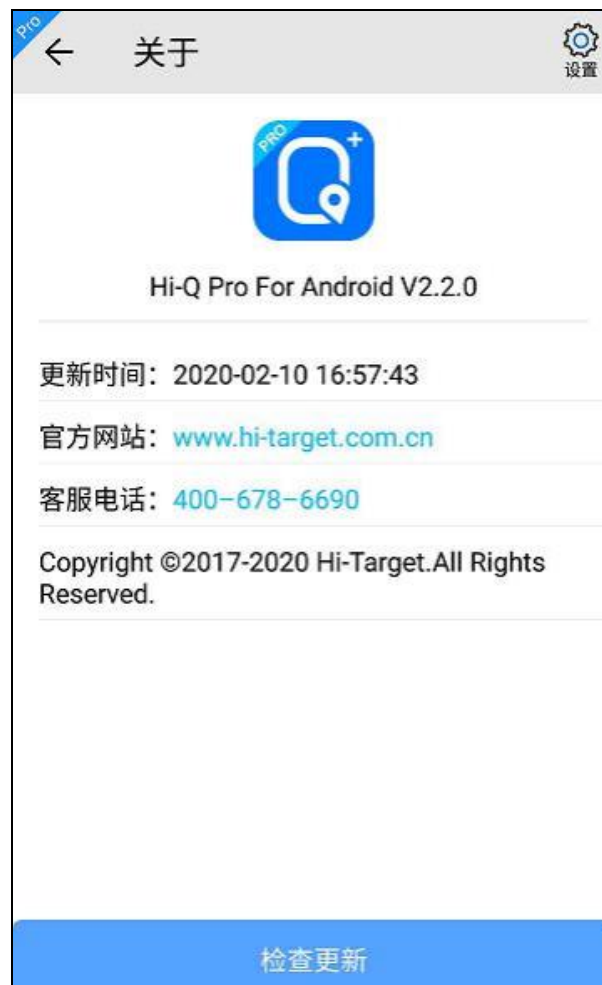 Pro
关于
设置
PRO
Hi-Q Pro For Android V2.2.0
更新时间：2020-02-10 16:57:43
官方网站：www.hi-target.com.cn
客服电话：400-678-6690
Copyright ©2017-2020 Hi-Target.All Rights
Reserved.
检查更新